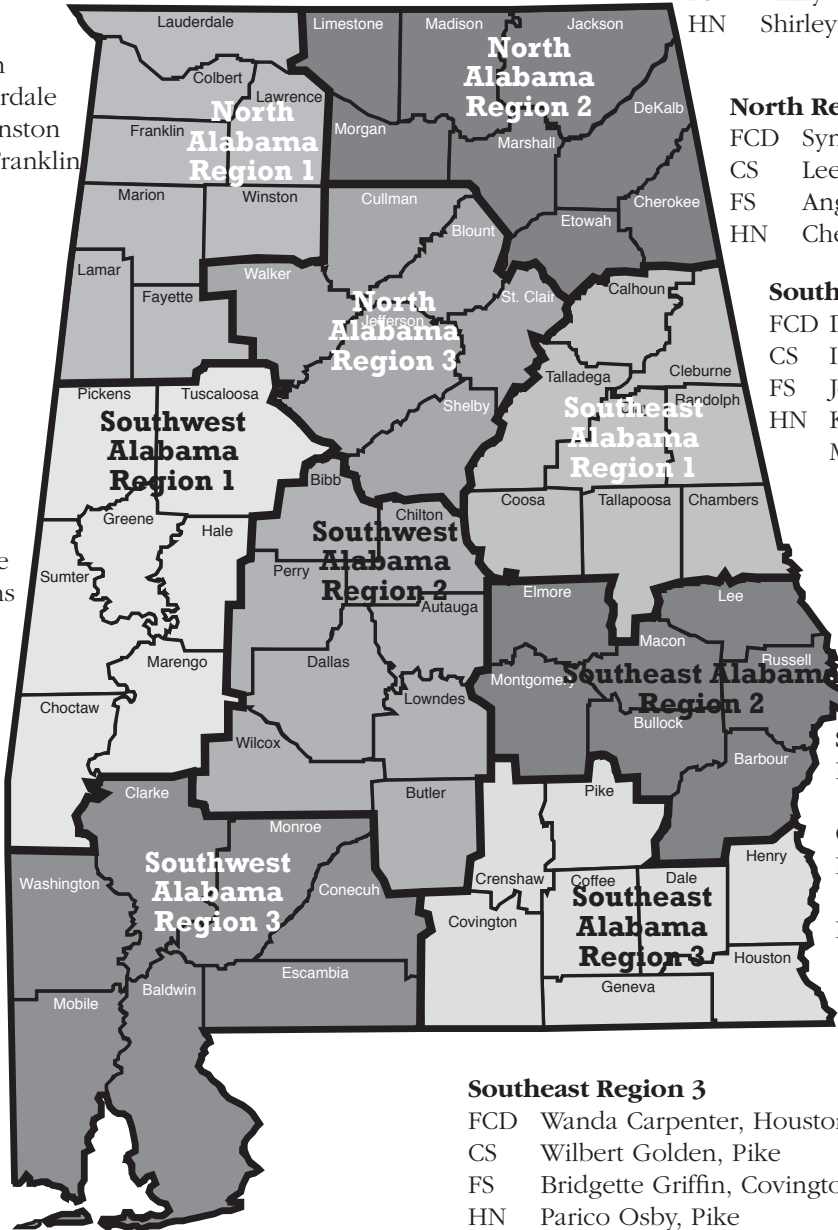 HN Shirley
rdale
nston
Franklin
North Re
FCD Syn
CS Lee
FS Ang
HN Che
South
FCD
CS
FS
HN
Lauderdale
Limestone
Madison
Jackson
Colbert
Lawrence
Franklin
Morgan
Marshall
DeKalb
North
Alabama
Region 1
North
Alabama
Region 2
Marion
Winston
Cullman
Blount
Etowah
Cherokee
Lamar
Fayette
Walker
Jefferson
St. Clair
Calhoun
North
Alabama
Region 3
Talladega
Cleburne
Pickens
Tuscaloosa
Shelby
Clay
Randolph
Southwest
Alabama
Region 1
Southeast
Alabama
Region 1
Bibb
Coosa
Tallapoosa
Chambers
Greene
Hale
Chilton
Southwest
Alabama
Region 2
Sumter
Perry
Autauga
Elmore
Lee
Macon
Marengo
Dallas
Montgomery
Russell
Southeast Alabama
Region 2
Choctaw
Lowndes
Bullock
Wilcox
Barbour
Clarke
Butler
Pike
Monroe
Southwest
Alabama
Region 3
Washington
Conecuh
Crenshaw
Coffee
Dale
Henry
Covington
Southeast
Alabama
Region 3
Houston
Escambia
Geneva
Mobile
Baldwin
Southeast Region 3
FCD Wanda Carpenter, Houston
CS Wilbert Golden, Pike
FS Bridgette Griffin, Covingto
HN Parico Osby, Pike